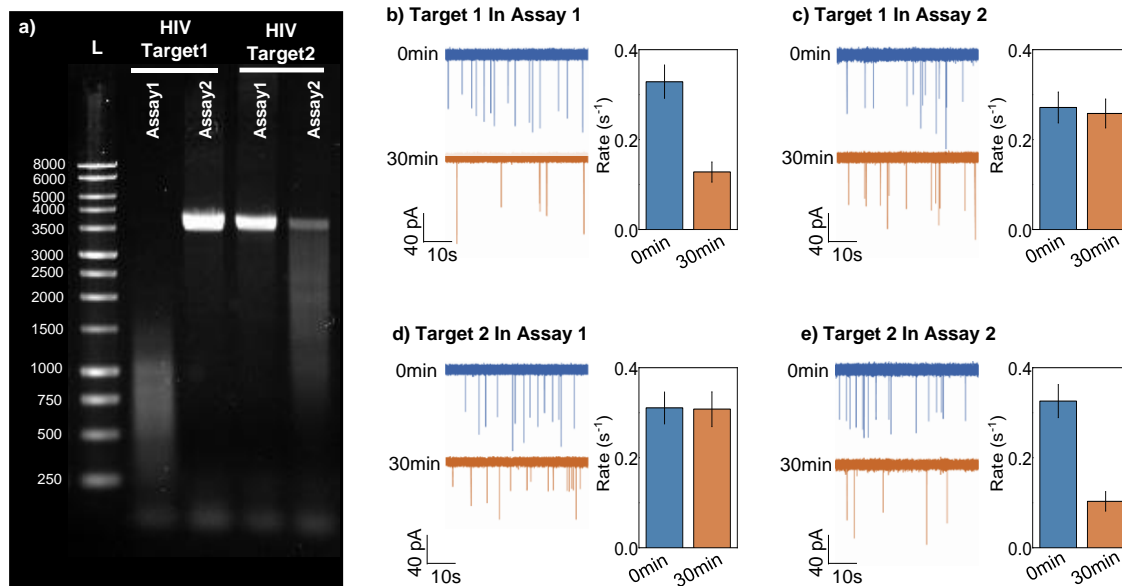 a)
L
HIV
Target1
HIV
Target2
Assay1
Assay2
Assay1
Assay2
8000
6000
5000
4000
3500
3000
2500
2000
1500
1000
750
500
250
b) Target 1 In Assay 1
0min
30min
40 pA
10s
Rate (s⁻¹)
0.4
0.2
0.0
0min
30min
c) Target 1 In Assay 2
0min
30min
40 pA
10s
Rate (s⁻¹)
0.4
0.2
0.0
0min
30min
d) Target 2 In Assay 1
0min
30min
40 pA
10s
Rate (s⁻¹)
0.4
0.2
0.0
0min
30min
e) Target 2 In Assay 2
0min
30min
40 pA
10s
Rate (s⁻¹)
0.4
0.2
0.0
0min
30min